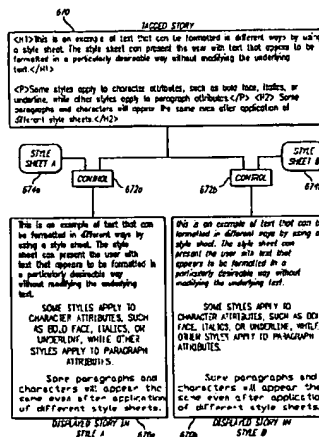 670
TAGGED STORY
<H1>This is an example of text that can be formatted in different ways by using
a style sheet. The style sheet can present the user with text that appears to be
formatted in a particularly desireable way without modifying the underlying
text.</H1>
<P>Some styles apply to character attributes, such as bold face, italics, or
underline, while other styles apply to paragraph attributes.</P> <H2> Some
paragraphs and characters will appear the same even after application of
different style sheets.</H2>
STYLE
SHEET A
674a
CONTROL
672a
672b
CONTROL
STYLE
SHEET B
This is an example of text that can
be formatted in different ways by
using a style sheet. The style
sheet can present the user with
text that appears to be formatted in
a particularly desireable way
without modifying the underlying
text.
SOME STYLES APPLY TO
CHARACTER ATTRIBUTES, SUCH
AS BOLD FACE, ITALICS, OR
UNDERLINE, WHILE OTHER
STYLES APPLY TO PARAGRAPH
ATTRIBUTES.
Some paragraphs and
characters will appear the
same even after application
of different style sheets.
DISPLAYED STORY IN
STYLE A
676a
this is an example of text that can be
formatted in different ways by using a
style sheet. The style sheet can
present the user with text that
appears to be formatted in a
particularly desireable way without
modifying the underlying text.
SOME STYLES APPLY TO
CHARACTER ATTRIBUTES, SUCH AS BOLD
FACE, ITALICS, OR UNDERLINE, WHILE
OTHER STYLES APPLY TO PARAGRAPH
ATTRIBUTES.
Some paragraphs and
characters will appear the
same even after application
of different style sheets.
DISPLAYED STORY IN
STYLE B